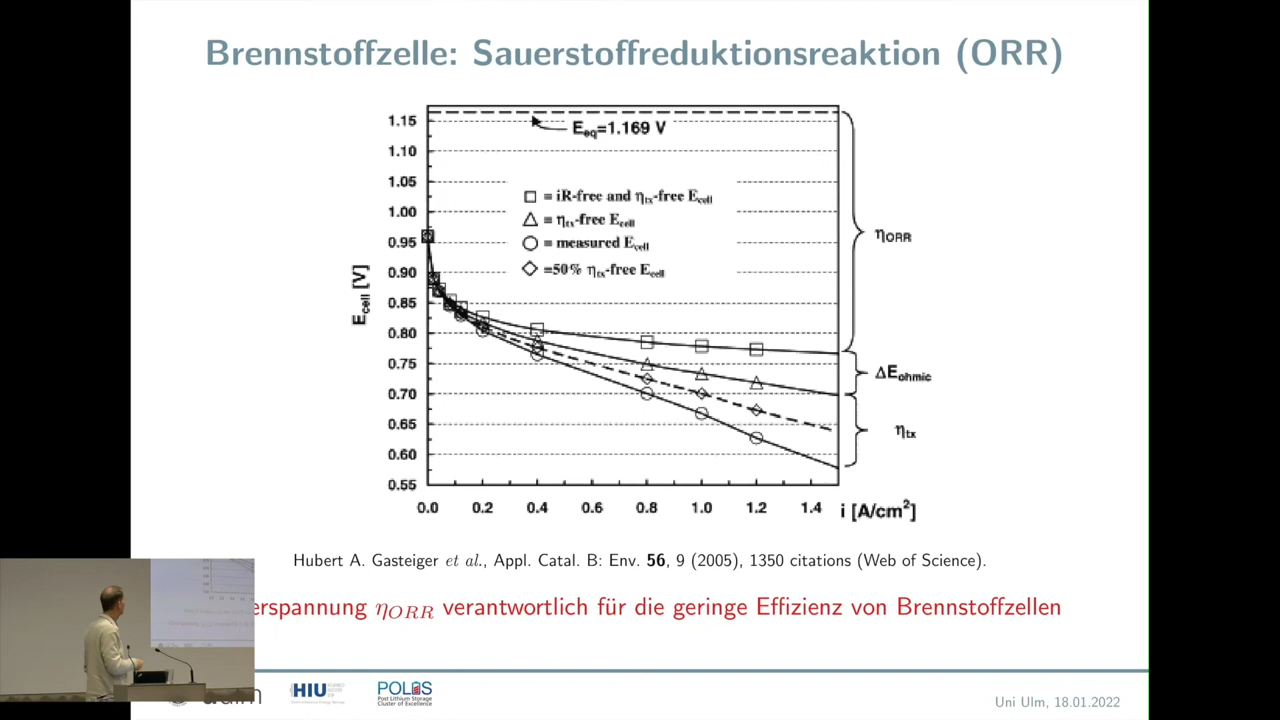 Brennstoffzelle: Sauerstoffreduktionsreaktion (ORR)
1.15
1.10
1.05
1.00
0.95
0.90
0.85
0.80
0.75
0.70
0.65
0.60
0.55
E_cell [V]
E_eq=1.169 V
□ = iR-free and η_tx-free E_cell
△ = η_tx-free E_cell
○ = measured E_cell
◇ =50% η_tx-free E_cell
η_ORR
ΔE_ohmic
η_tx
0.0 0.2 0.4 0.6 0.8 1.0 1.2 1.4 i [A/cm²]
Hubert A. Gasteiger et al., Appl. Catal. B: Env. 56, 9 (2005), 1350 citations (Web of Science).
erspannung η_ORR verantwortlich für die geringe Effizienz von Brennstoffzellen
HIU
POLiS
Post Lithium Storage
Cluster of Excellence
Uni Ulm, 18.01.2022